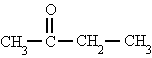 O
CH₃ C CH₂ CH₃